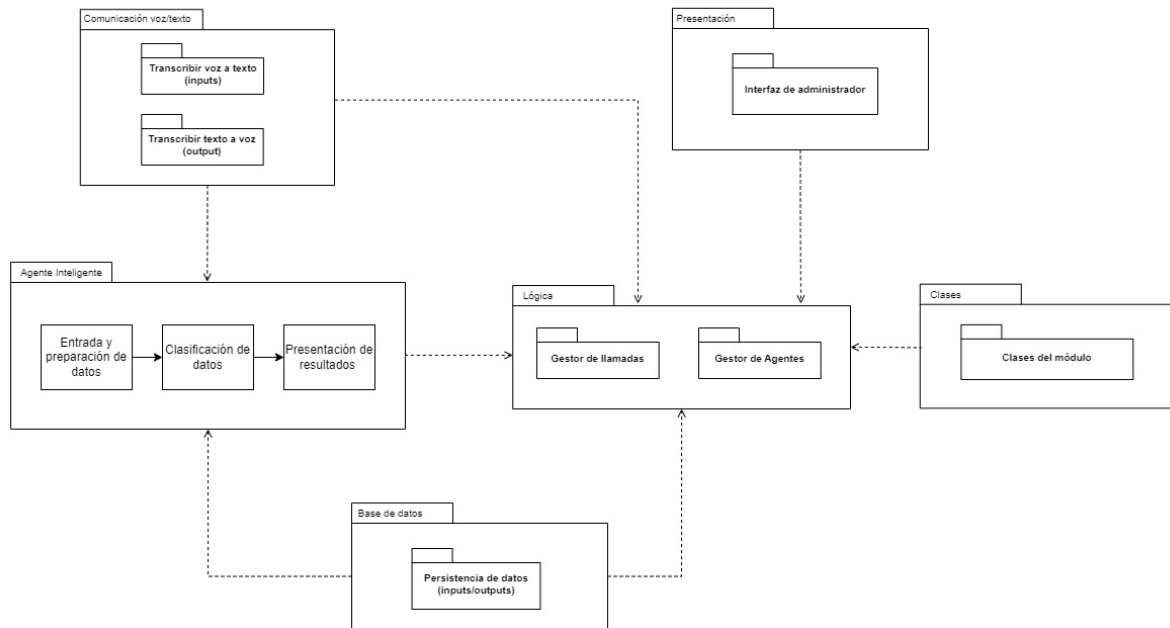 Comunicación voz/texto
Transcribir voz a texto
(inputs)
Transcribir texto a voz
(output)
Presentación
Interfaz de administrador
Agente Inteligente
Entrada y
preparación de
datos
Clasificación de
datos
Presentación de
resultados
Lógica
Gestor de llamadas
Gestor de Agentes
Clases
Clases del módulo
Base de datos
Persistencia de datos
(inputs/outputs)